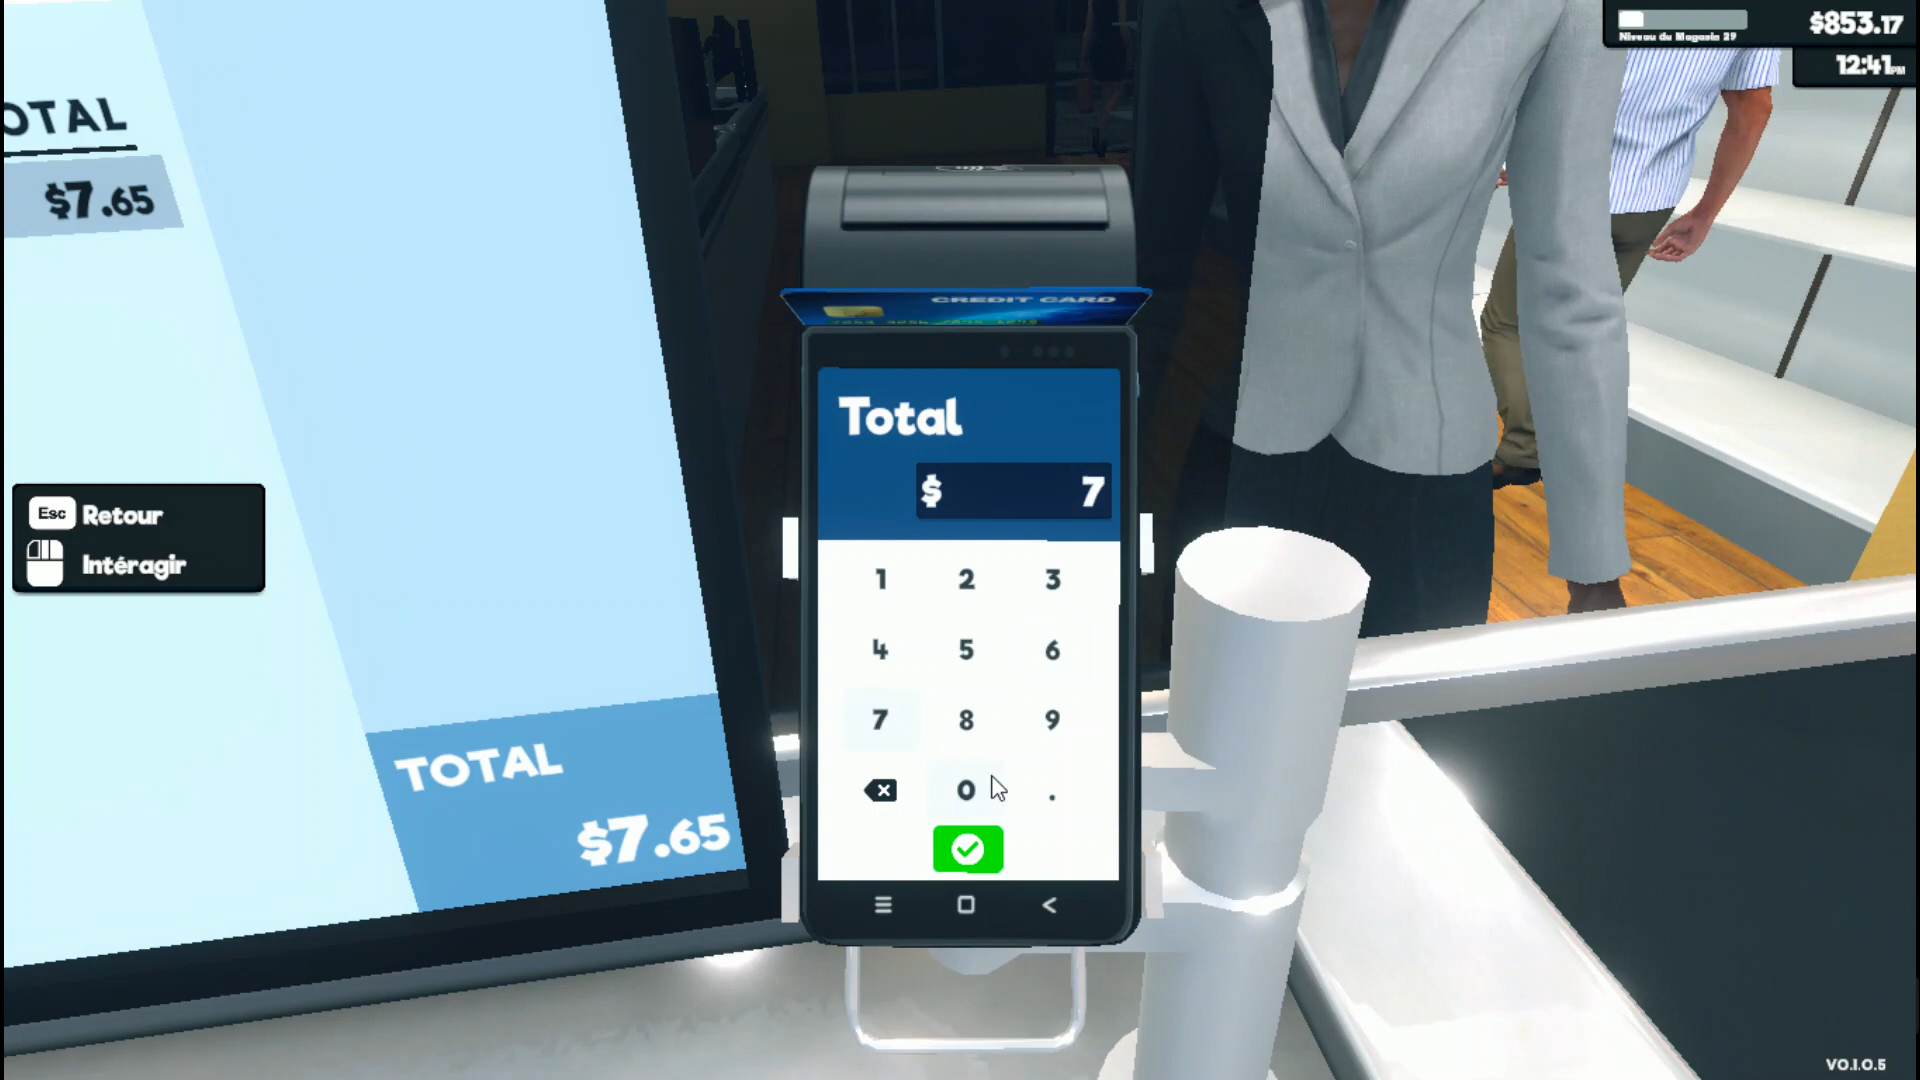 OTAL
$7.65
TOTAL
$7.65
Esc Retour
Intéragir
CREDIT CARD
Total
$ 7
1 2 3
4 5 6
7 8 9
0 .
$853.17
Niveau du Magasin 29
12:41PM
V0.1.0.5